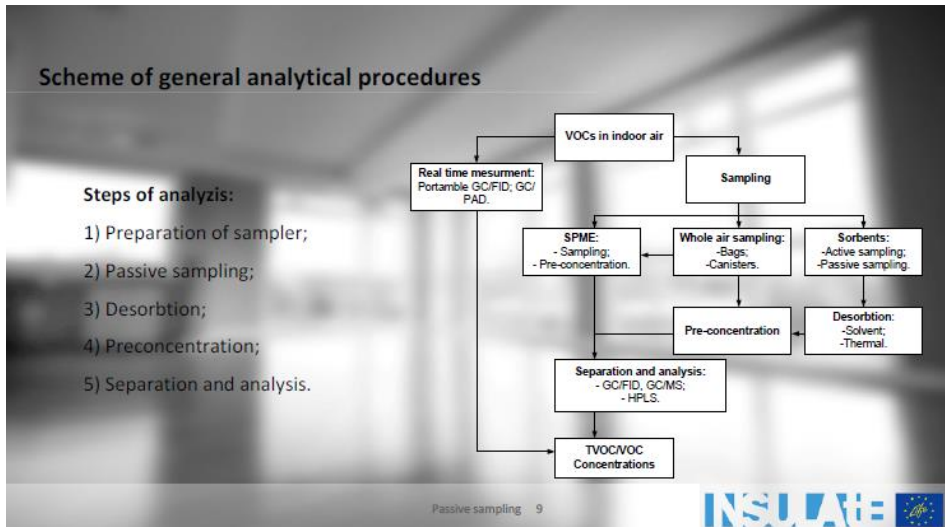 Scheme of general analytical procedures
Steps of analyzis:
1) Preparation of sampler;
2) Passive sampling;
3) Desorbtion;
4) Preconcentration;
5) Separation and analysis.
VOCs in indoor air
Real time mesurment:
Portamble GC/FID; GC/
PAD.
Sampling
SPME:
- Sampling;
- Pre-concentration.
Whole air sampling:
-Bags;
-Canisters.
Sorbents:
-Active sampling;
-Passive sampling.
Pre-concentration
Desorbtion:
-Solvent;
-Thermal.
Separation and analysis:
- GC/FID, GC/MS;
- HPLS.
TVOC/VOC
Concentrations
Passive sampling 9
INSULAtE
Life